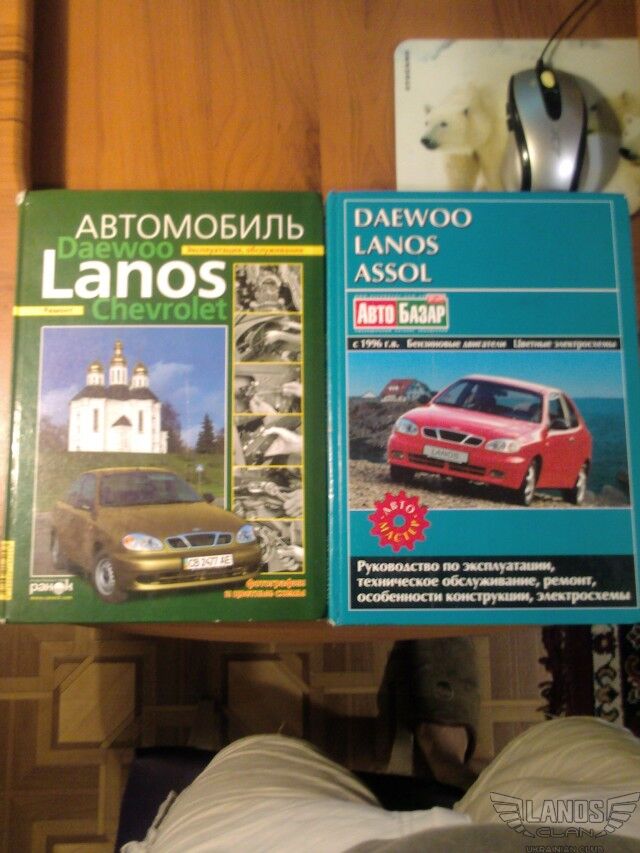 АВТОМОБИЛЬ
Daewoo
эксплуатация, обслуживание
Lanos
Ремонт
Chevrolet
СВ 2477 АЕ
фотографии
и цветные схемы
ранок
DAEWOO
LANOS
ASSOL
АВТО БАЗАР
с 1996 г.в. Бензиновые двигатели Цветные электросхемы
LANOS
АВТО
МАСТЕР
Руководство по эксплуатации,
техническое обслуживание, ремонт,
особенности конструкции, электросхемы
LANOS
CLAN
UKRAINIAN CLUB